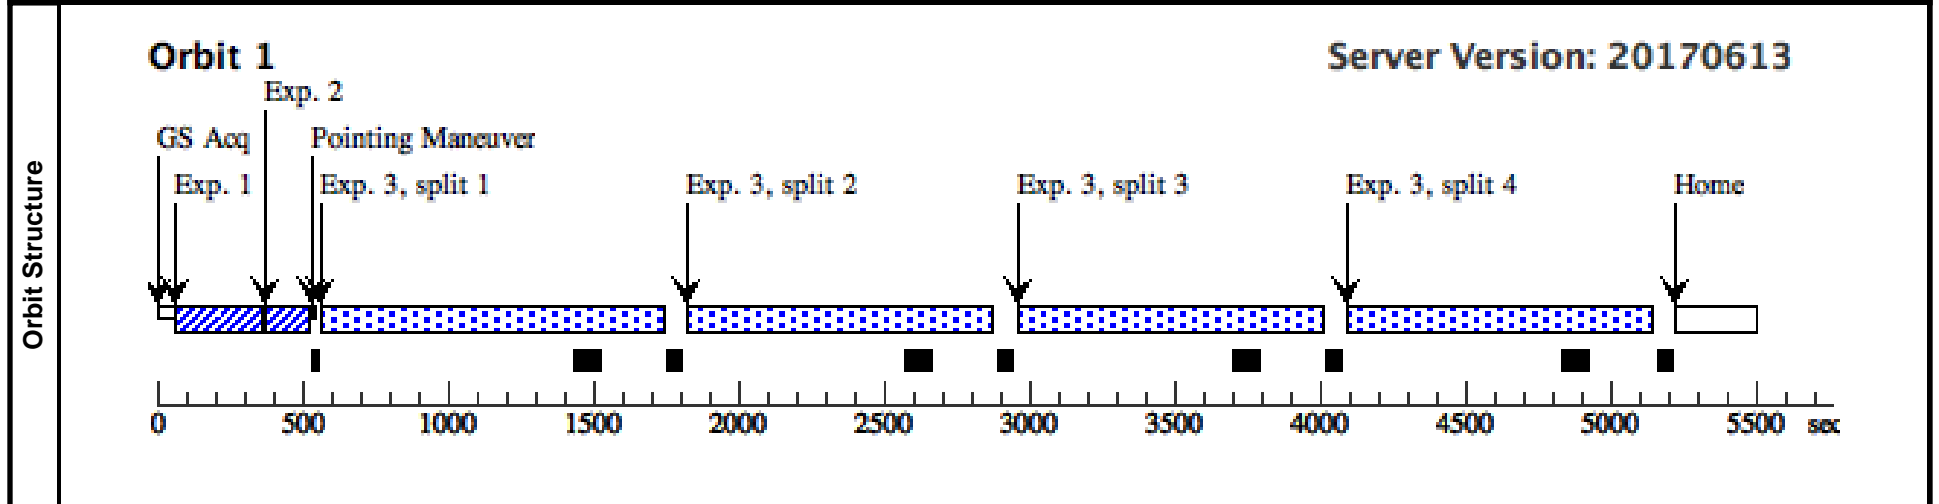 Orbit Structure
Orbit 1 Server Version: 20170613
Exp. 2
GS Acq Pointing Maneuver
Exp. 1 Exp. 3, split 1 Exp. 3, split 2 Exp. 3, split 3 Exp. 3, split 4 Home
0 500 1000 1500 2000 2500 3000 3500 4000 4500 5000 5500 sec